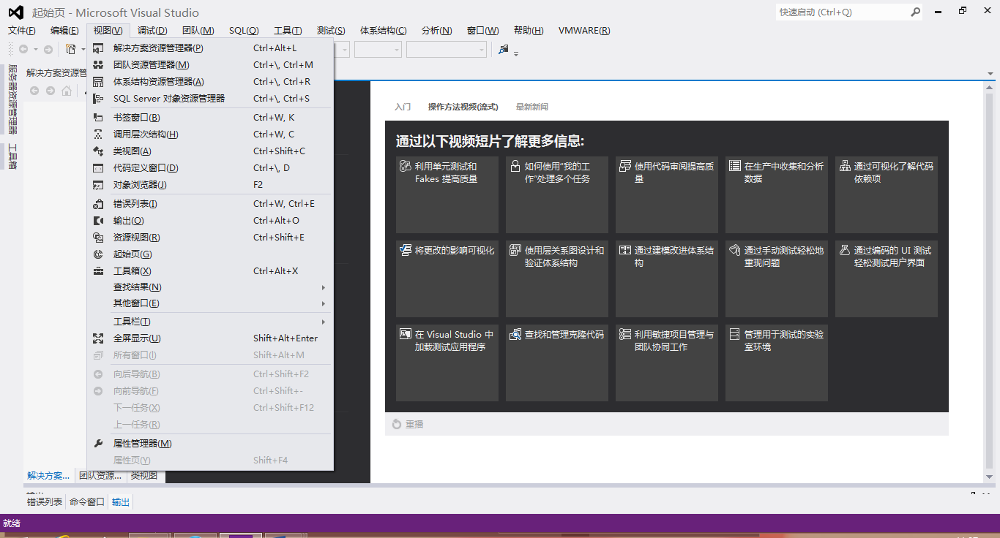 起始页 - Microsoft Visual Studio
快速启动 (Ctrl+Q)
文件(F) 编辑(E) 视图(V) 调试(D) 团队(M) SQL(Q) 工具(T) 测试(S) 体系结构(C) 分析(N) 窗口(W) 帮助(H) VMWARE(R)
服务器资源管理器
工具箱
解决方案资源管
解决方案资源管理器(P) Ctrl+Alt+L
团队资源管理器(M) Ctrl+\, Ctrl+M
体系结构资源管理器(A) Ctrl+\, Ctrl+R
SQL Server 对象资源管理器 Ctrl+\, Ctrl+S
书签窗口(B) Ctrl+W, K
调用层次结构(H) Ctrl+W, C
类视图(A) Ctrl+Shift+C
代码定义窗口(D) Ctrl+\, D
对象浏览器(J) F2
错误列表(I) Ctrl+W, Ctrl+E
输出(O) Ctrl+Alt+O
资源视图(R) Ctrl+Shift+E
起始页(G)
工具箱(X) Ctrl+Alt+X
查找结果(N)
其他窗口(E)
工具栏(T)
全屏显示(U) Shift+Alt+Enter
所有窗口(I) Shift+Alt+M
向后导航(B) Ctrl+Shift+F2
向前导航(F) Ctrl+Shift+-
下一任务(X) Ctrl+Shift+F12
上一任务(R)
属性管理器(M)
属性页(Y) Shift+F4
入门 操作方法视频(流式) 最新新闻
通过以下视频短片了解更多信息:
利用单元测试和
Fakes 提高质量
如何使用“我的工
作”处理多个任务
使用代码审阅提高质
量
在生产中收集和分析
数据
通过可视化了解代码
依赖项
将更改的影响可视化
使用层关系图设计和
验证体系结构
通过建模改进体系结
构
通过手动测试轻松地
重现问题
通过编码的 UI 测试
轻松测试用户界面
在 Visual Studio 中
加载测试应用程序
查找和管理克隆代码
利用敏捷项目管理与
团队协同工作
管理用于测试的实验
室环境
重播
解决方案... 团队资源... 类视图
错误列表 命令窗口 输出
就绪